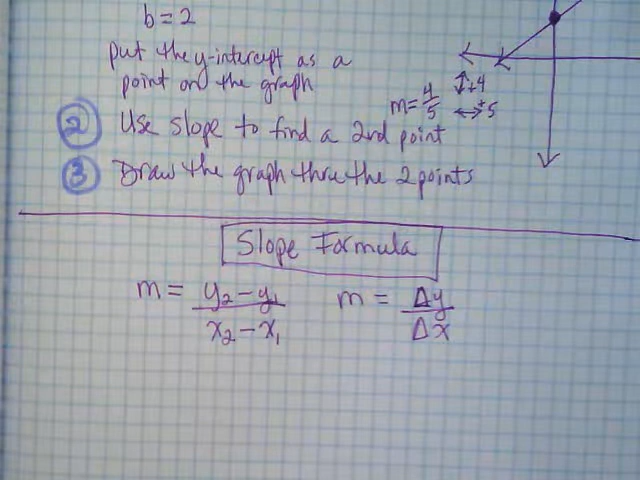 b = 2
put the y-intercept as a
point on the graph
m = 4/5 ↕ +4 ↔ +5
② Use slope to find a 2nd point
③ Draw the graph thru the 2 points
Slope Formula
m = y₂ - y₁ / x₂ - x₁ m = Δy / Δx